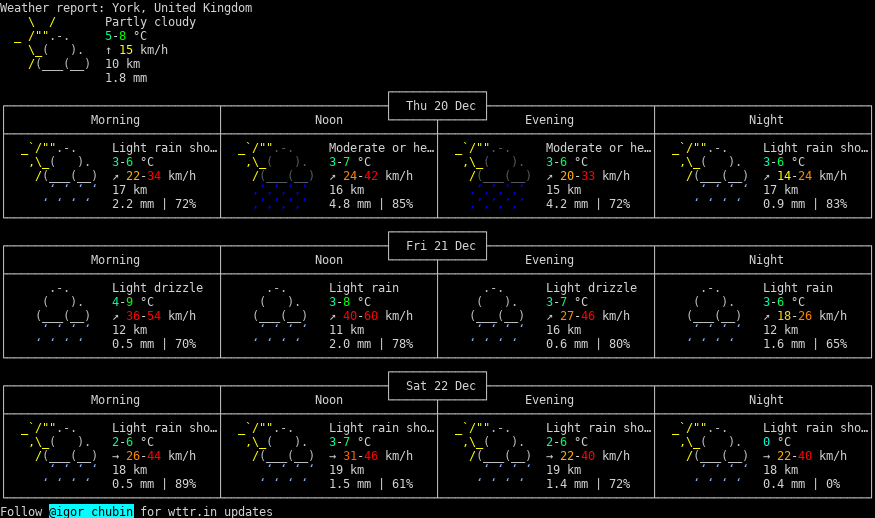 Weather report: York, United Kingdom
Partly cloudy
5-8 °C
↑ 15 km/h
10 km
1.8 mm
Thu 20 Dec
Morning Noon Evening Night
Light rain sho… Moderate or he… Moderate or he… Light rain sho…
3-6 °C 3-7 °C 3-6 °C 3-6 °C
↗ 22-34 km/h ↗ 24-42 km/h ↗ 20-33 km/h ↗ 14-24 km/h
17 km 16 km 15 km 17 km
2.2 mm | 72% 4.8 mm | 85% 4.2 mm | 72% 0.9 mm | 83%
Fri 21 Dec
Morning Noon Evening Night
Light drizzle Light rain Light drizzle Light rain
4-9 °C 3-8 °C 3-7 °C 3-6 °C
↗ 36-54 km/h ↗ 40-60 km/h ↗ 27-46 km/h ↗ 18-26 km/h
12 km 11 km 16 km 12 km
0.5 mm | 70% 2.0 mm | 78% 0.6 mm | 80% 1.6 mm | 65%
Sat 22 Dec
Morning Noon Evening Night
Light rain sho… Light rain sho… Light rain sho… Light rain sho…
2-6 °C 3-7 °C 2-6 °C 0 °C
→ 26-44 km/h → 31-46 km/h → 22-40 km/h → 22-40 km/h
18 km 19 km 19 km 18 km
0.5 mm | 89% 1.5 mm | 61% 1.4 mm | 72% 0.4 mm | 0%
Follow @igor_chubin for wttr.in updates